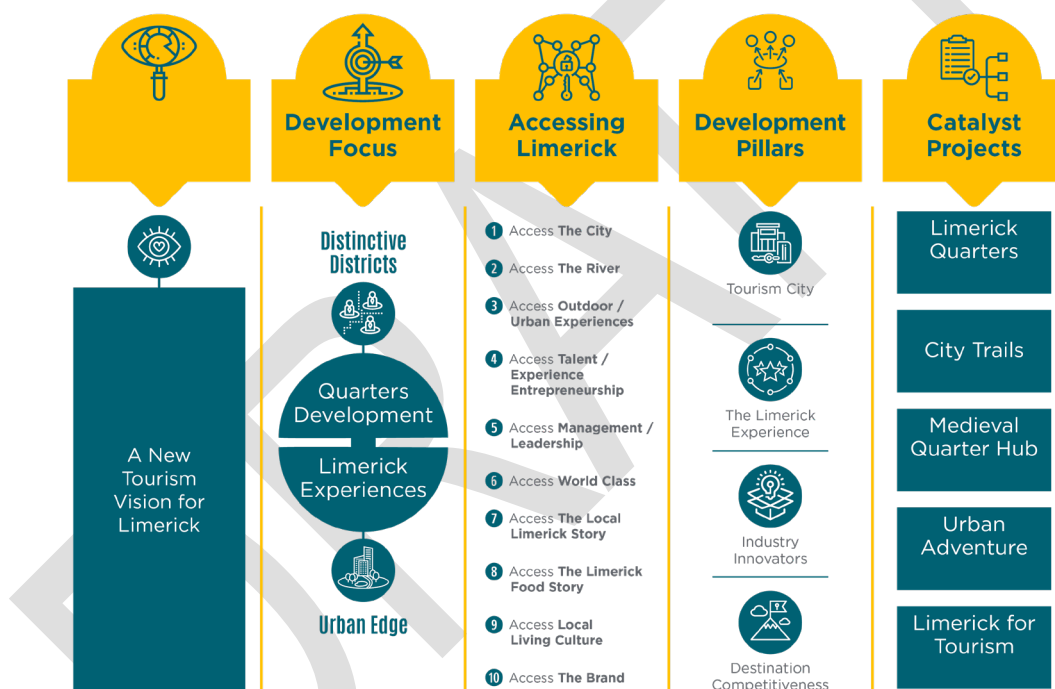 Development
Focus
Accessing
Limerick
Development
Pillars
Catalyst
Projects
A New
Tourism
Vision for
Limerick
Distinctive
Districts
Quarters
Development
Limerick
Experiences
Urban Edge
1 Access The City
2 Access The River
3 Access Outdoor /
Urban Experiences
4 Access Talent /
Experience
Entrepreneurship
5 Access Management /
Leadership
6 Access World Class
7 Access The Local
Limerick Story
8 Access The Limerick
Food Story
9 Access Local
Living Culture
10 Access The Brand
Tourism City
The Limerick
Experience
Industry
Innovators
Destination
Competitiveness
Limerick
Quarters
City Trails
Medieval
Quarter Hub
Urban
Adventure
Limerick for
Tourism